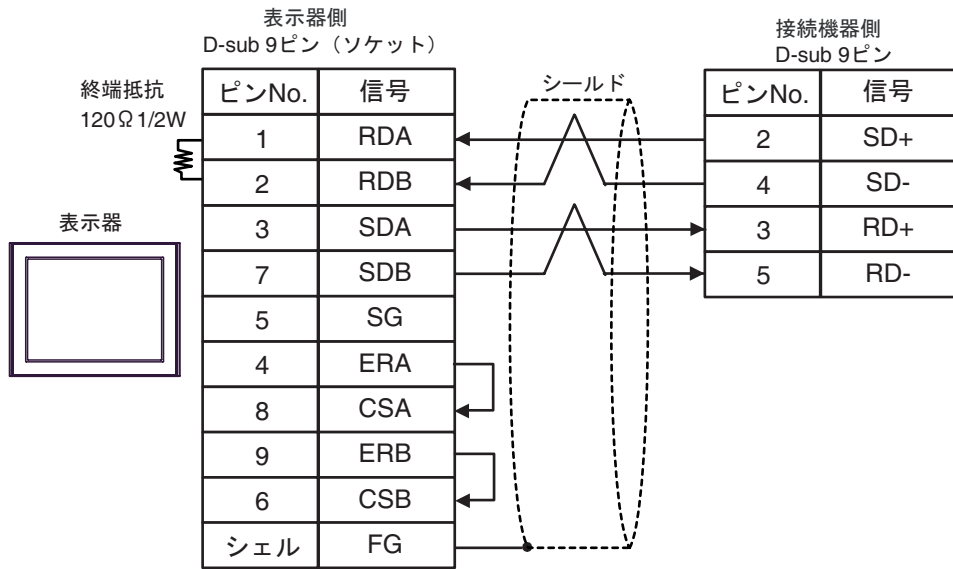 表示器側
D-sub 9ピン（ソケット）
接続機器側
D-sub 9ピン
終端抵抗
120Ω 1/2W
シールド
表示器
ピンNo. 信号
1 RDA
2 RDB
3 SDA
7 SDB
5 SG
4 ERA
8 CSA
9 ERB
6 CSB
シェル FG
ピンNo. 信号
2 SD+
4 SD-
3 RD+
5 RD-